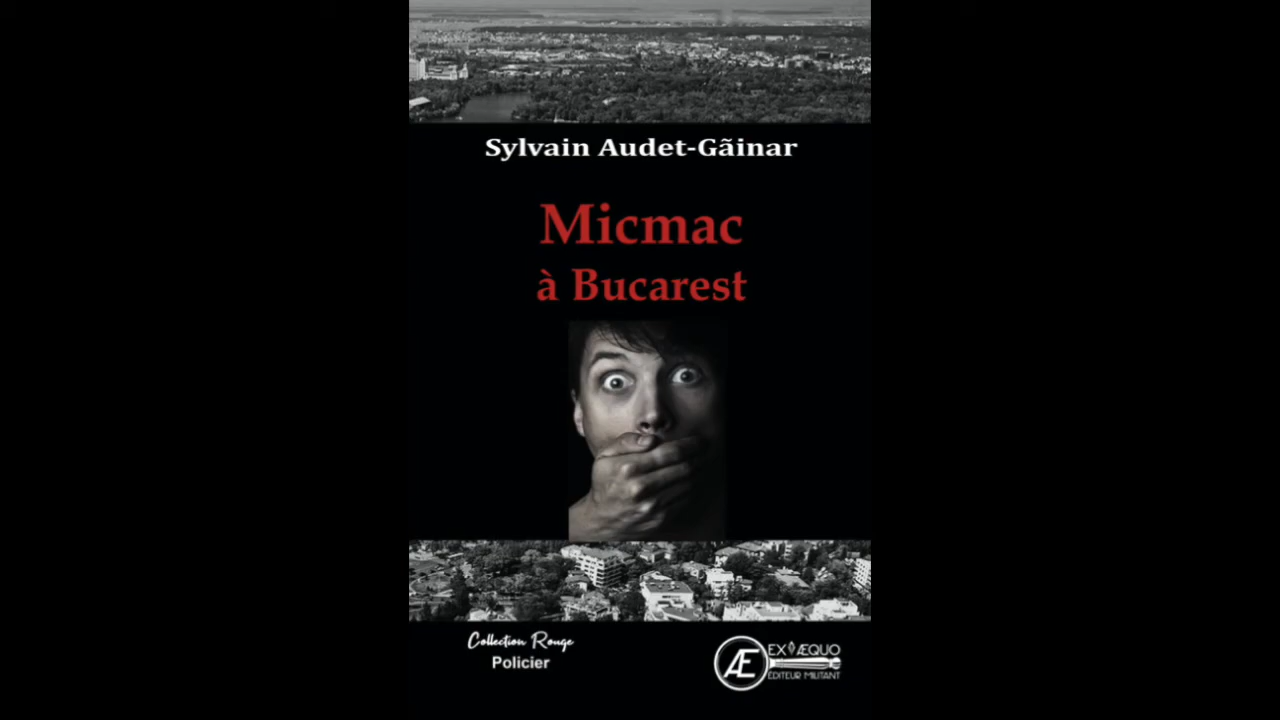 Sylvain Audet-Gãinar
Micmac
à Bucarest
Collection Rouge
Policier
Æ
EX ÆQUO
ÉDITEUR MILITANT